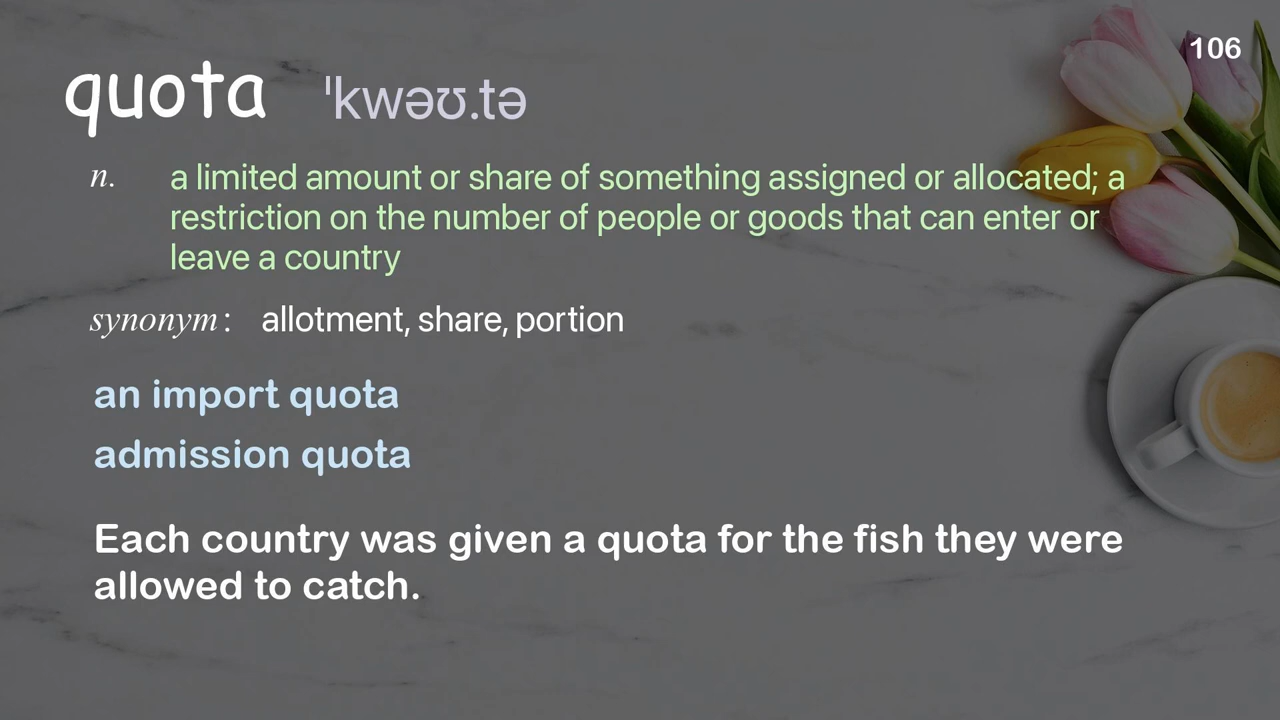 106
quota ˈkwəʊ.tə
n. a limited amount or share of something assigned or allocated; a
restriction on the number of people or goods that can enter or
leave a country
synonym: allotment, share, portion
an import quota
admission quota
Each country was given a quota for the fish they were
allowed to catch.